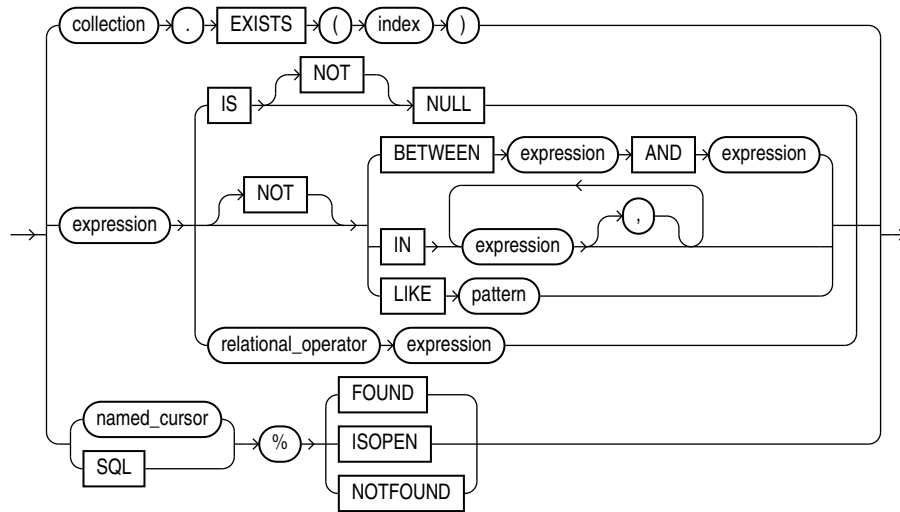 collection . EXISTS ( index )
NOT
IS NULL
BETWEEN expression AND expression
NOT
,
expression
IN expression
LIKE pattern
relational_operator expression
FOUND
named_cursor
% ISOPEN
SQL
NOTFOUND